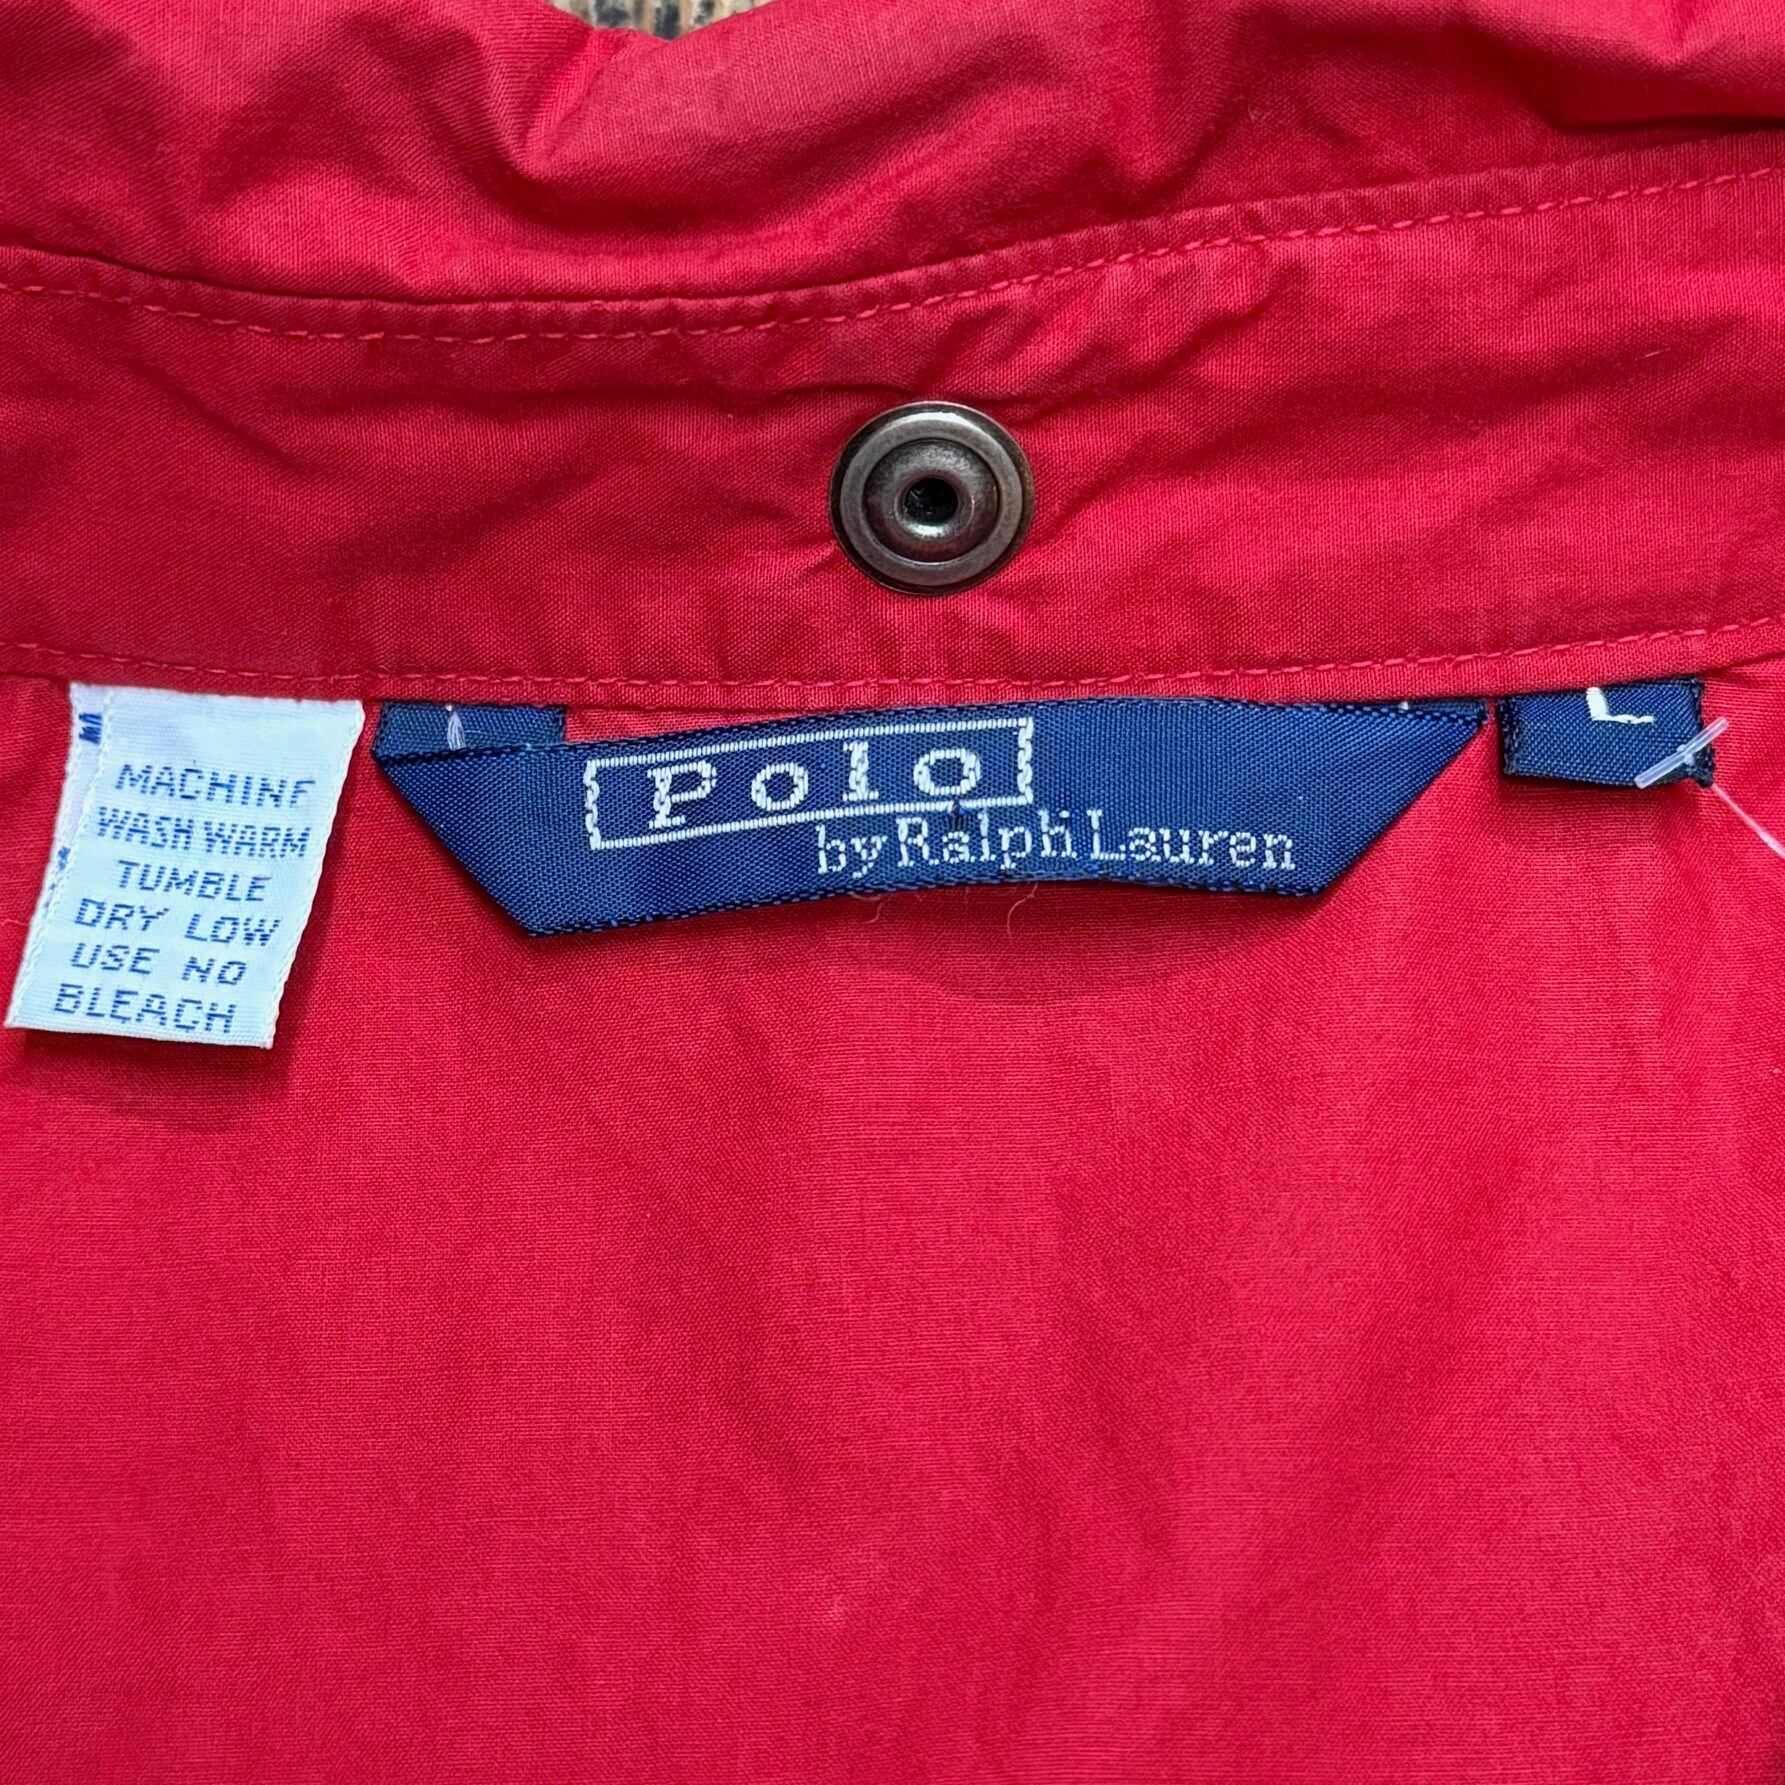 MACHINE
WASH WARM
TUMBLE
DRY LOW
USE NO
BLEACH
Polo
by Ralph Lauren
L